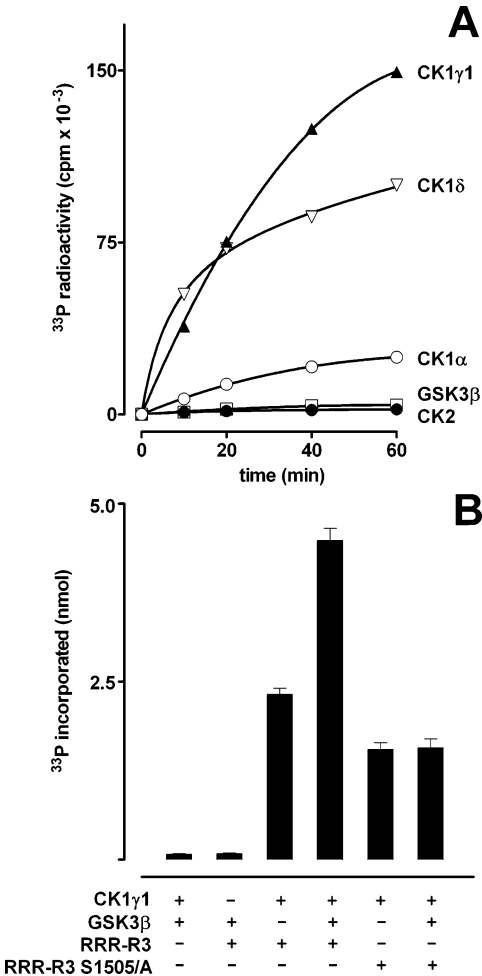 A
³³P radioactivity (cpm x 10⁻³)
150
75
0
CK1γ1
CK1δ
CK1α
GSK3β
CK2
0 20 40 60
time (min)
B
³³P incorporated (nmol)
5.0
2.5
CK1γ1 + – + + + +
GSK3β + + – + – +
RRR-R3 – + + + – –
RRR-R3 S1505/A – – – – + +